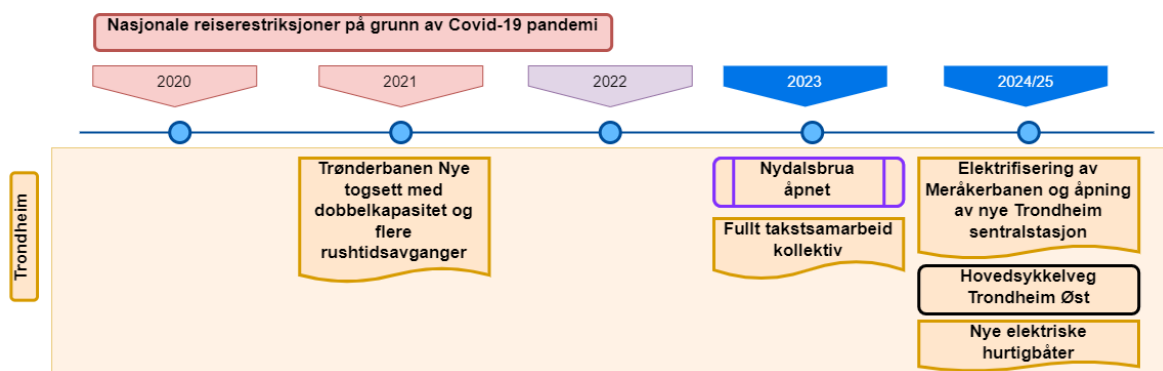 Nasjonale reiserestriksjoner på grunn av Covid-19 pandemi
2020
2021
2022
2023
2024/25
Trondheim
Trønderbanen Nye
togsett med
dobbelkapasitet og
flere
rushtidsavganger
Nydalsbrua
åpnet
Fullt takstsamarbeid
kollektiv
Elektrifisering av
Meråkerbanen og åpning
av nye Trondheim
sentralstasjon
Hovedsykkelveg
Trondheim Øst
Nye elektriske
hurtigbåter